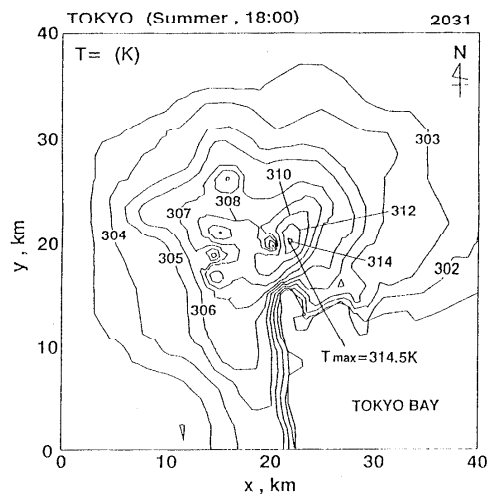 TOKYO (Summer, 18:00) 2031
40
T= (K)
N
30
303
310
308
307
312
304
20
305
314
302
306
y, km
10
Tmax=314.5K
TOKYO BAY
0
0 10 20 30 40
x, km